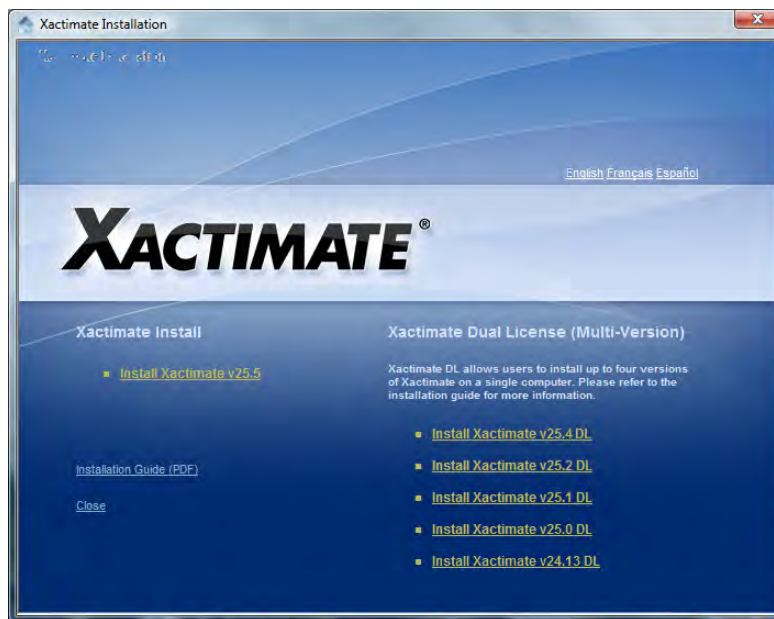 Xactimate Installation
English Français Español
XACTIMATE®
Xactimate Install
Install Xactimate v25.5
Installation Guide (PDF)
Close
Xactimate Dual License (Multi-Version)
Xactimate DL allows users to install up to four versions
of Xactimate on a single computer. Please refer to the
installation guide for more information.
Install Xactimate v25.4 DL
Install Xactimate v25.2 DL
Install Xactimate v25.1 DL
Install Xactimate v25.0 DL
Install Xactimate v24.13 DL